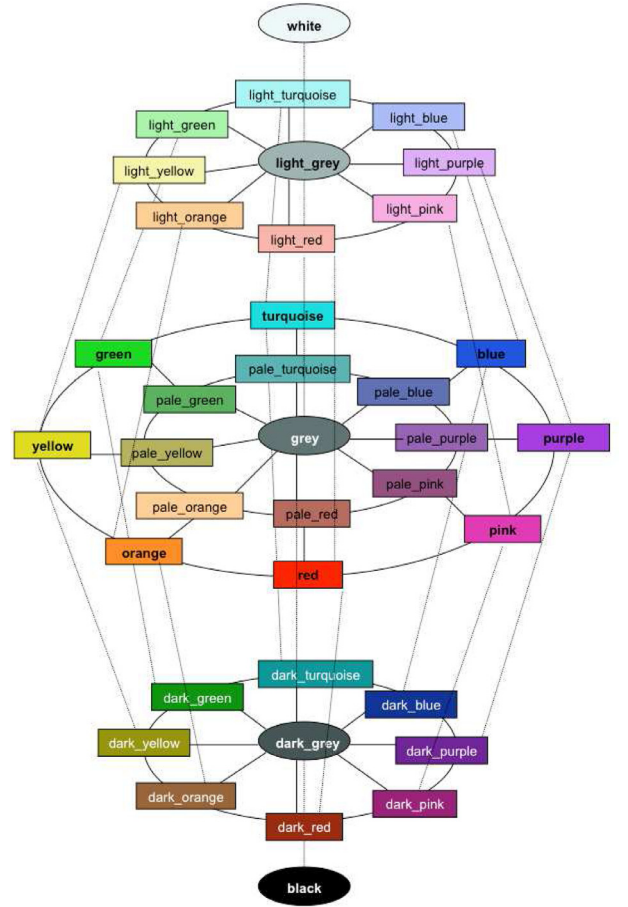 white
light_turquoise
light_green
light_blue
light_yellow
light_grey
light_purple
light_orange
light_pink
light_red
turquoise
green
blue
pale_turquoise
pale_green
pale_blue
yellow
pale_yellow
grey
pale_purple
purple
pale_pink
pale_orange
pale_red
orange
pink
red
dark_turquoise
dark_green
dark_blue
dark_yellow
dark_grey
dark_purple
dark_orange
dark_pink
dark_red
black